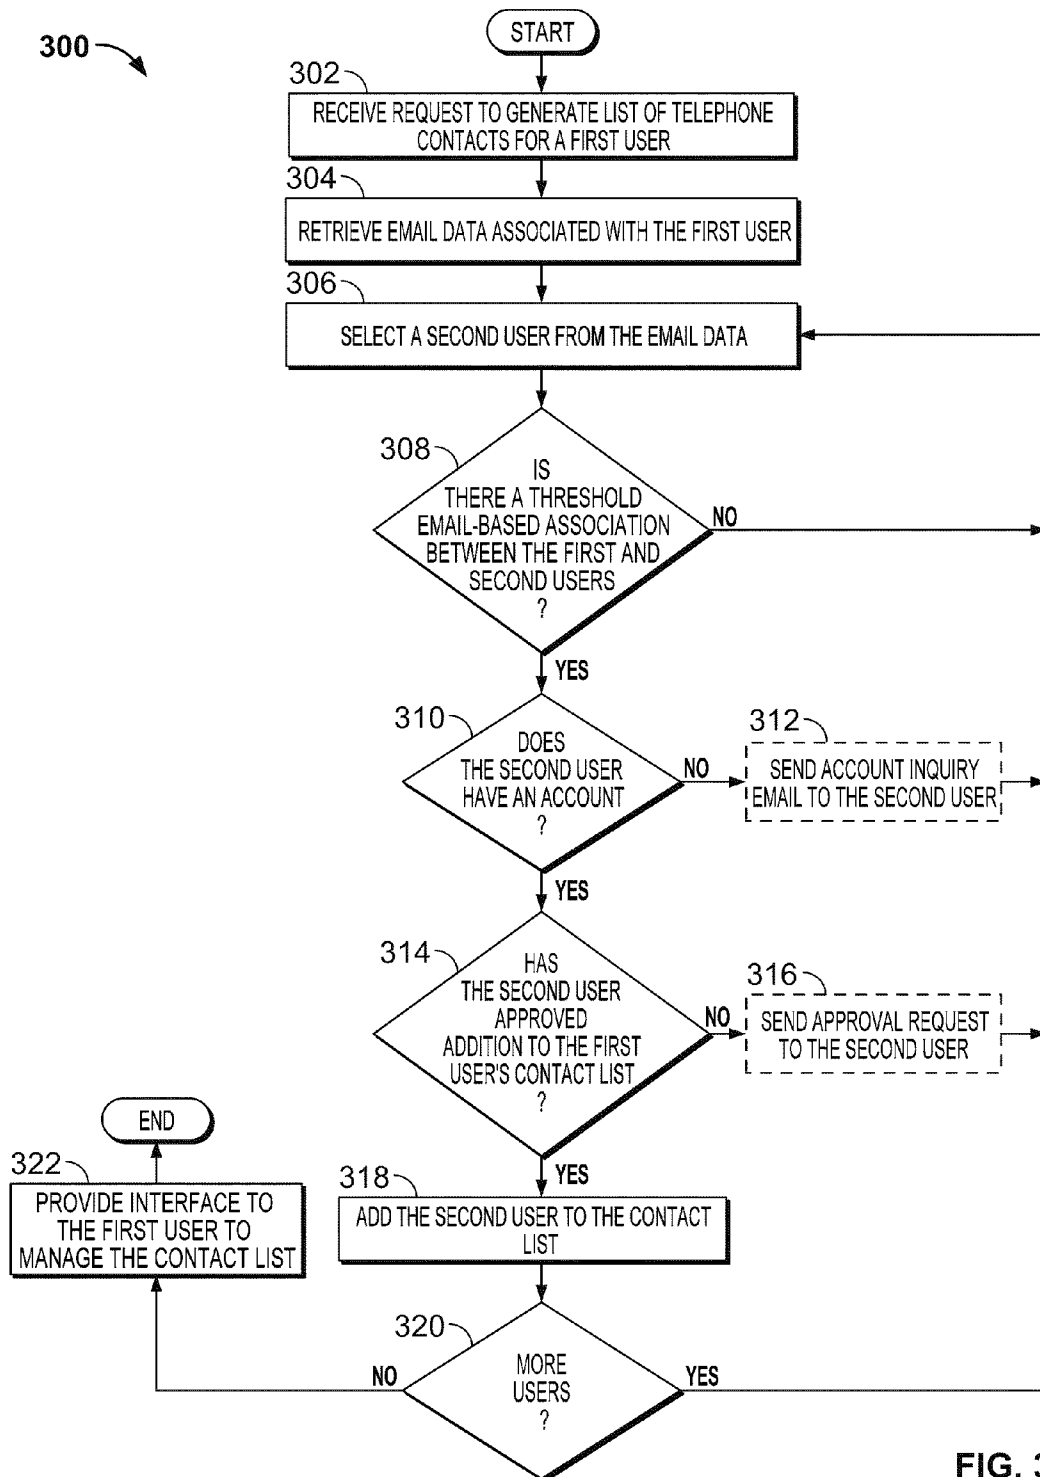 START
300
302
RECEIVE REQUEST TO GENERATE LIST OF TELEPHONE
CONTACTS FOR A FIRST USER
304
RETRIEVE EMAIL DATA ASSOCIATED WITH THE FIRST USER
306
SELECT A SECOND USER FROM THE EMAIL DATA
308
IS
THERE A THRESHOLD
EMAIL-BASED ASSOCIATION
BETWEEN THE FIRST AND
SECOND USERS
?
NO
YES
310
DOES
THE SECOND USER
HAVE AN ACCOUNT
?
NO
312
SEND ACCOUNT INQUIRY
EMAIL TO THE SECOND USER
YES
314
HAS
THE SECOND USER
APPROVED
ADDITION TO THE FIRST
USER'S CONTACT LIST
?
NO
316
SEND APPROVAL REQUEST
TO THE SECOND USER
YES
318
ADD THE SECOND USER TO THE CONTACT
LIST
END
322
PROVIDE INTERFACE TO
THE FIRST USER TO
MANAGE THE CONTACT LIST
320
MORE
USERS
?
NO
YES
FIG. 3